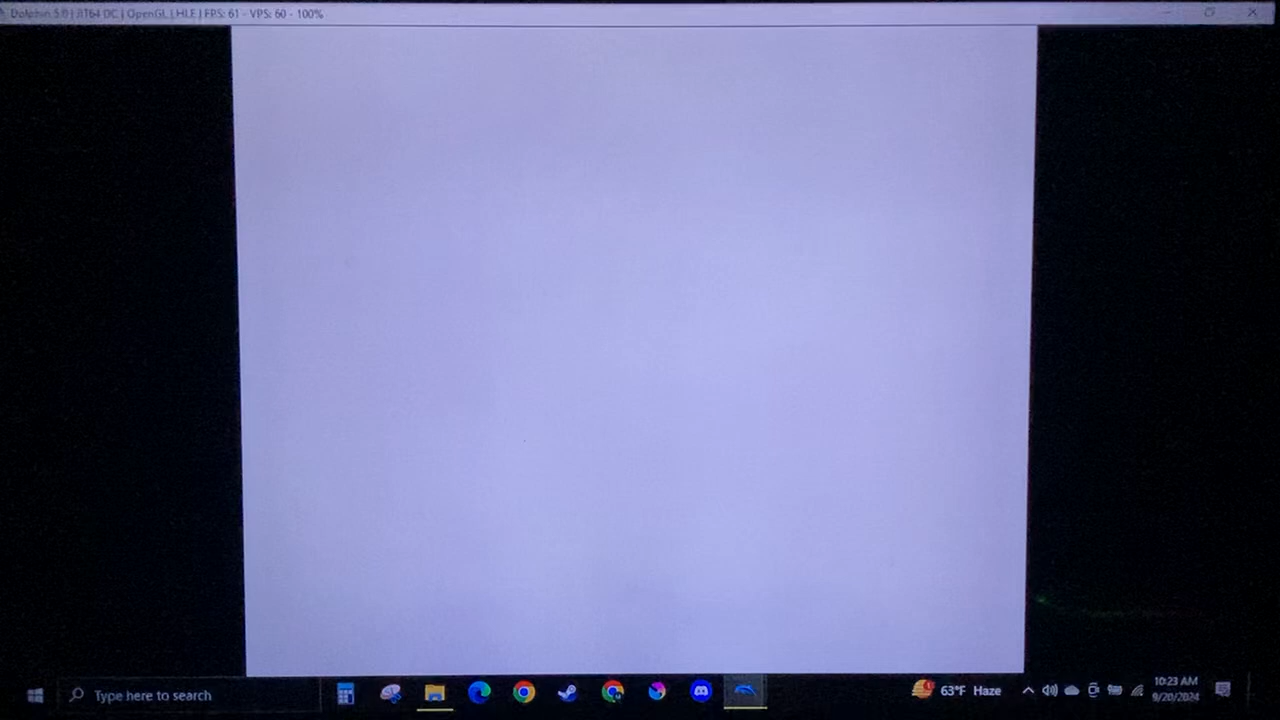 Dolphin 5.0 | JIT64 DC | OpenGL | HLE | FPS: 61 - VPS: 60 - 100%
Type here to search
63°F Haze
10:23 AM
9/20/2024